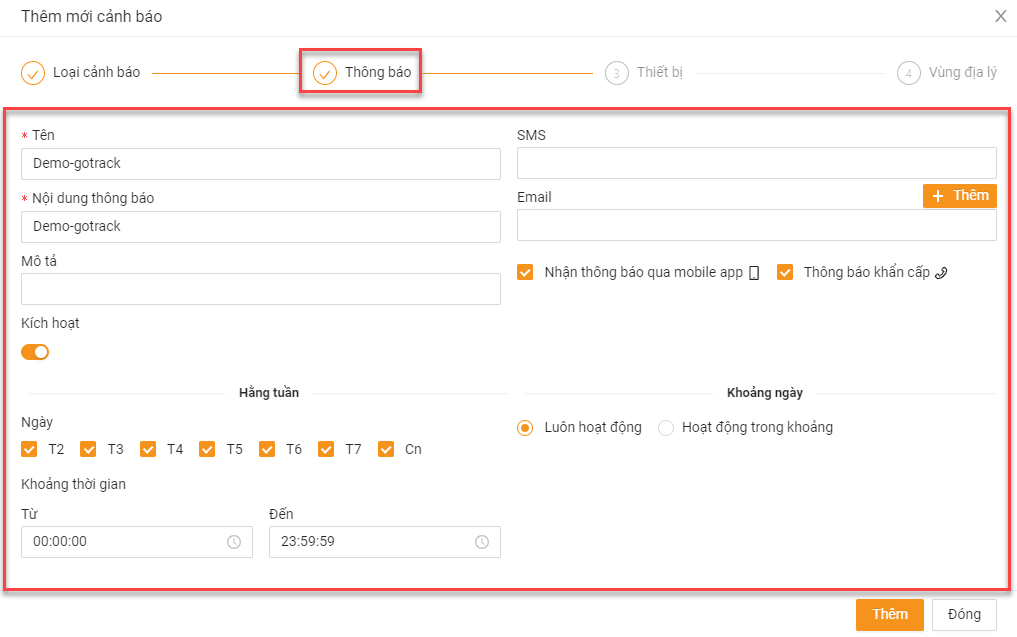 Thêm mới cảnh báo
Loại cảnh báo
Thông báo
3 Thiết bị
4 Vùng địa lý
* Tên
Demo-gotrack
* Nội dung thông báo
Demo-gotrack
Mô tả
Kích hoạt
SMS
Email
+ Thêm
Nhận thông báo qua mobile app
Thông báo khẩn cấp
Hằng tuần
Ngày
T2 T3 T4 T5 T6 T7 Cn
Khoảng thời gian
Từ Đến
00:00:00 23:59:59
Khoảng ngày
Luôn hoạt động Hoạt động trong khoảng
Thêm Đóng